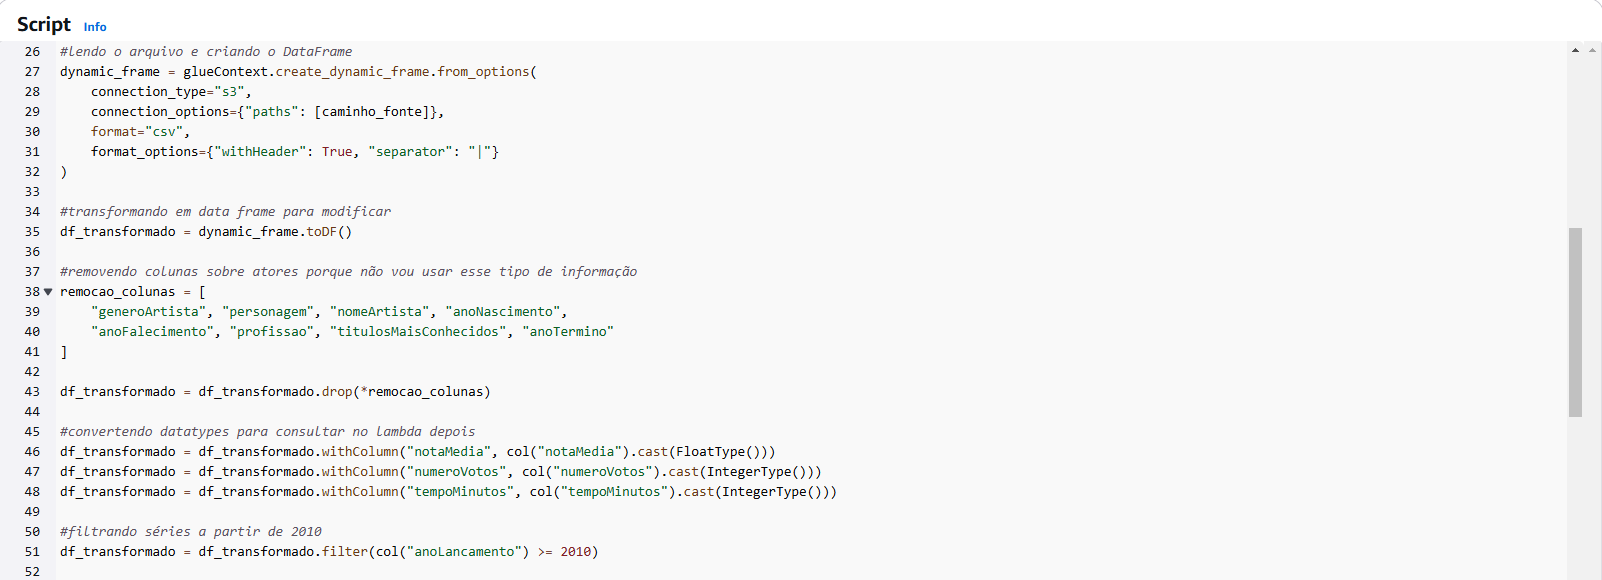 Script Info
26 #lendo o arquivo e criando o DataFrame
27 dynamic_frame = glueContext.create_dynamic_frame.from_options(
28     connection_type="s3",
29     connection_options={"paths": [caminho_fonte]},
30     format="csv",
31     format_options={"withHeader": True, "separator": "|"}
32 )
33
34 #transformando em data frame para modificar
35 df_transformado = dynamic_frame.toDF()
36
37 #removendo colunas sobre atores porque não vou usar esse tipo de informação
38 remocao_colunas = [
39     "generoArtista", "personagem", "nomeArtista", "anoNascimento",
40     "anoFalecimento", "profissao", "titulosMaisConhecidos", "anoTermino"
41 ]
42
43 df_transformado = df_transformado.drop(*remocao_colunas)
44
45 #convertendo datatypes para consultar no lambda depois
46 df_transformado = df_transformado.withColumn("notaMedia", col("notaMedia").cast(FloatType()))
47 df_transformado = df_transformado.withColumn("numeroVotos", col("numeroVotos").cast(IntegerType()))
48 df_transformado = df_transformado.withColumn("tempoMinutos", col("tempoMinutos").cast(IntegerType()))
49
50 #filtrando séries a partir de 2010
51 df_transformado = df_transformado.filter(col("anoLancamento") >= 2010)
52